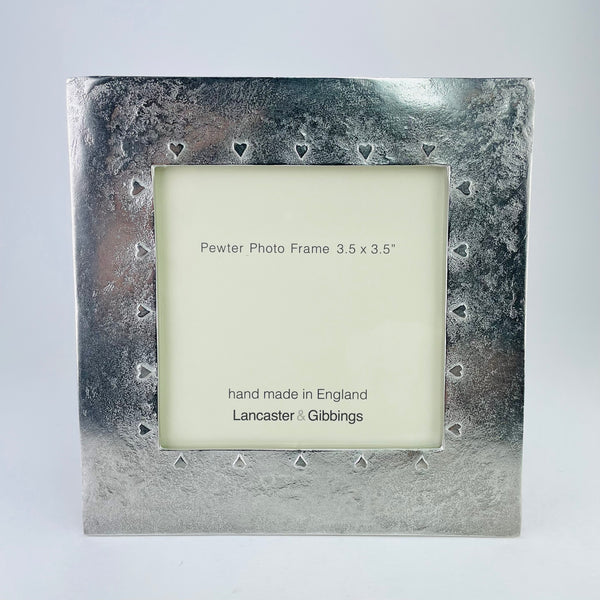 Pewter Photo Frame 3.5 x 3.5"
hand made in England
Lancaster & Gibbings